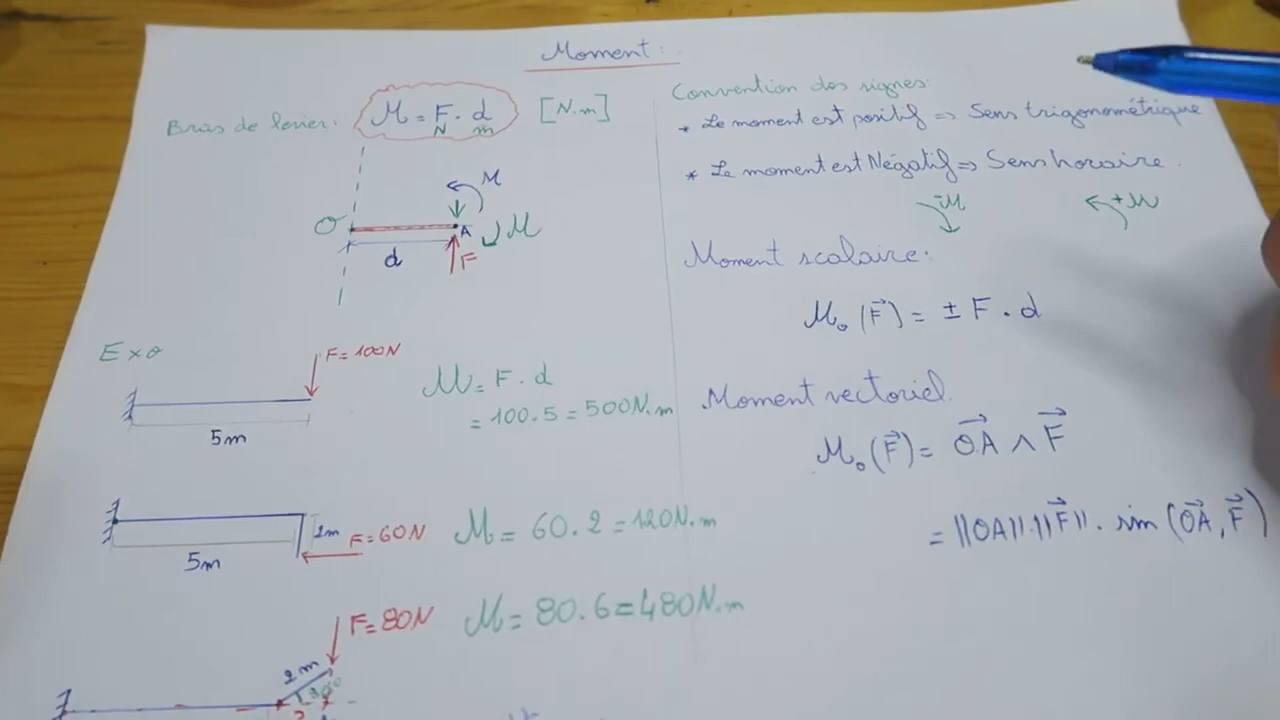 Moment:
Bras de levier: M = F . d [N.m]
N m
M
O A M
d F
Exo
F=100N
5m
M = F . d
= 100.5 = 500N.m
2m
F=60N
5m
M = 60.2 = 120N.m
F=80N
M = 80.6 = 480N.m
2m
Convention des signes:
* Le moment est positif => Sens trigonométrique
* Le moment est Négatif => Sens horaire.
-M +M
Moment scalaire:
M₀ (F⃗) = ± F . d
Moment vectoriel.
M₀ (F⃗) = OA⃗ ∧ F⃗
= ||OA||.||F⃗||. sin (OA⃗, F⃗)